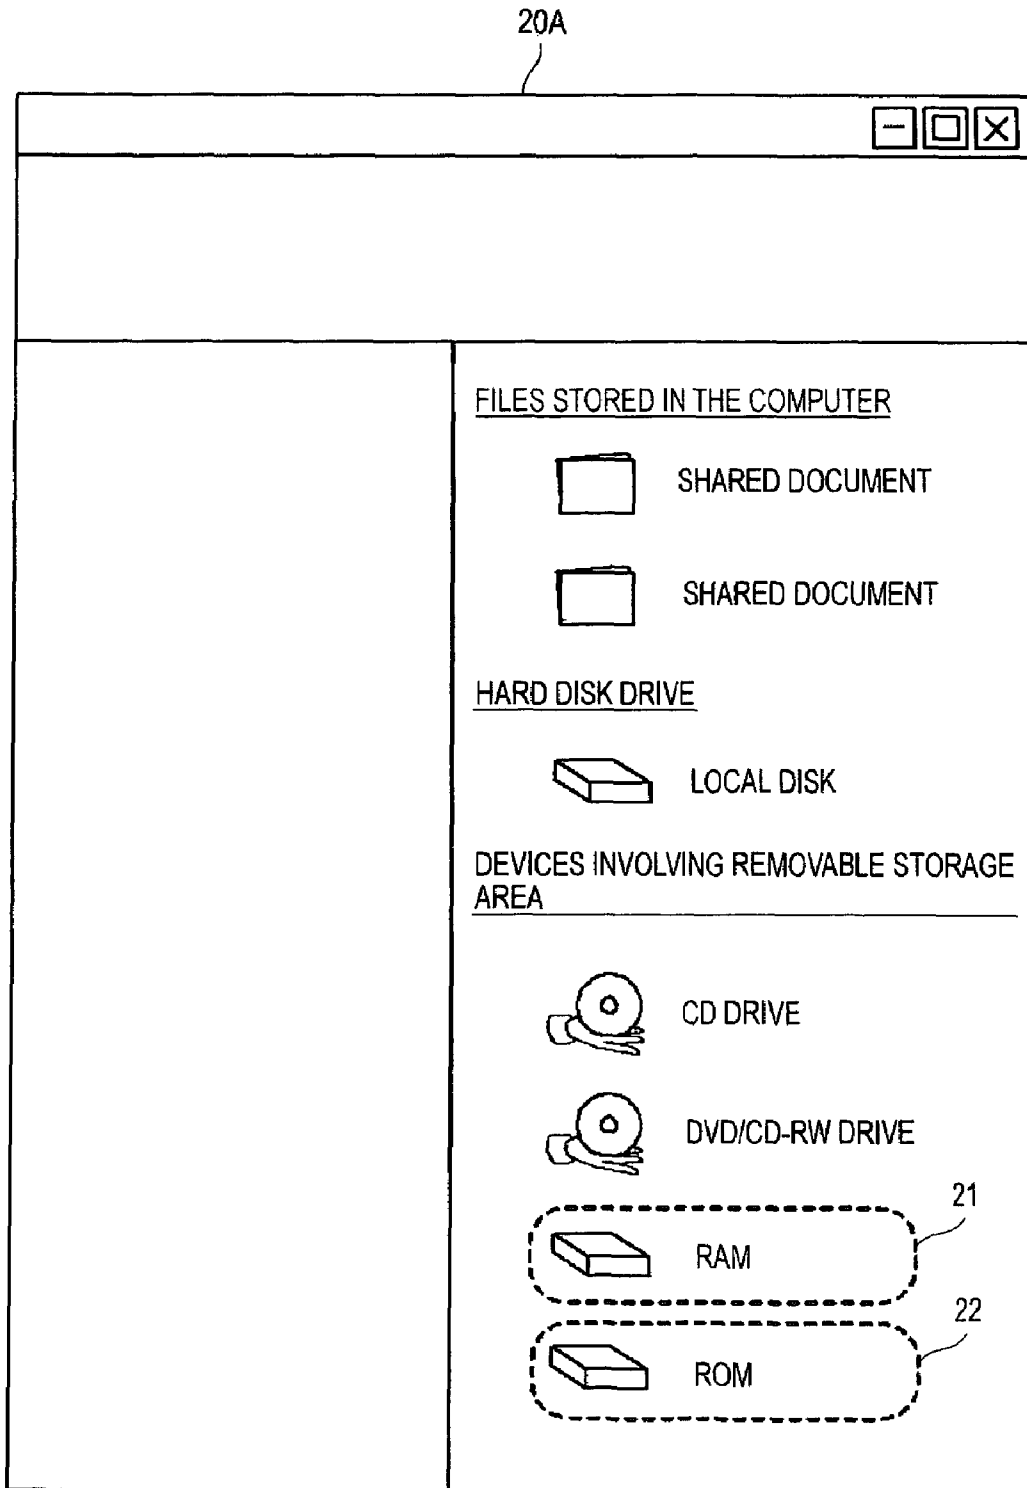 20A
FILES STORED IN THE COMPUTER
SHARED DOCUMENT
SHARED DOCUMENT
HARD DISK DRIVE
LOCAL DISK
DEVICES INVOLVING REMOVABLE STORAGE
AREA
CD DRIVE
DVD/CD-RW DRIVE
21
RAM
22
ROM